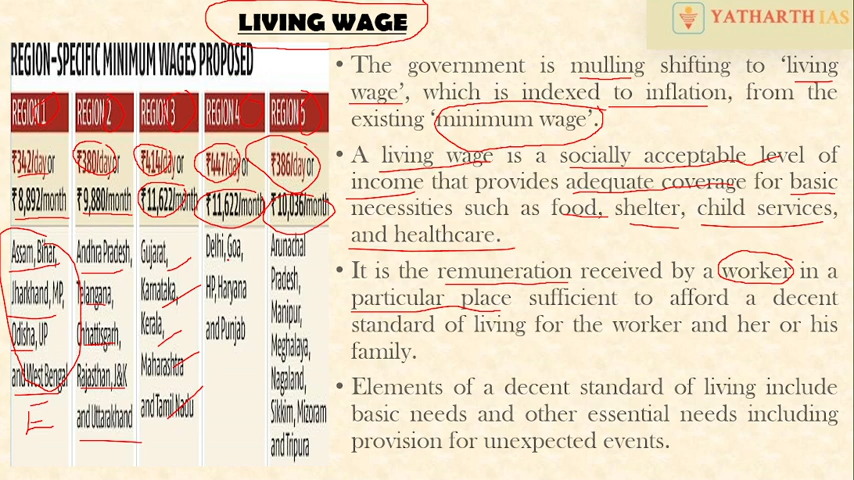 LIVING WAGE
YATHARTH IAS
REGION-SPECIFIC MINIMUM WAGES PROPOSED
REGION 1
₹342/day or
₹8,892/month
Assam, Bihar,
Jharkhand, MP,
Odisha, UP
and West Bengal
E
REGION 2
₹380/day or
₹9,880/month
Andhra Pradesh,
Telangana,
Chhattisgarh,
Rajasthan, J&K
and Uttarakhand
REGION 3
₹414/day or
₹11,622/month
Gujarat,
Karnataka,
Kerala,
Maharashtra
and Tamil Nadu
REGION 4
₹447/day or
₹11,622/month
Delhi, Goa,
HP, Haryana
and Punjab
REGION 5
₹386/day or
₹10,036/month
Arunachal
Pradesh,
Manipur,
Meghalaya,
Nagaland,
Sikkim, Mizoram
and Tripura
• The government is mulling shifting to ‘living
wage’, which is indexed to inflation, from the
existing ‘minimum wage’.
• A living wage is a socially acceptable level of
income that provides adequate coverage for basic
necessities such as food, shelter, child services,
and healthcare.
• It is the remuneration received by a worker in a
particular place sufficient to afford a decent
standard of living for the worker and her or his
family.
• Elements of a decent standard of living include
basic needs and other essential needs including
provision for unexpected events.